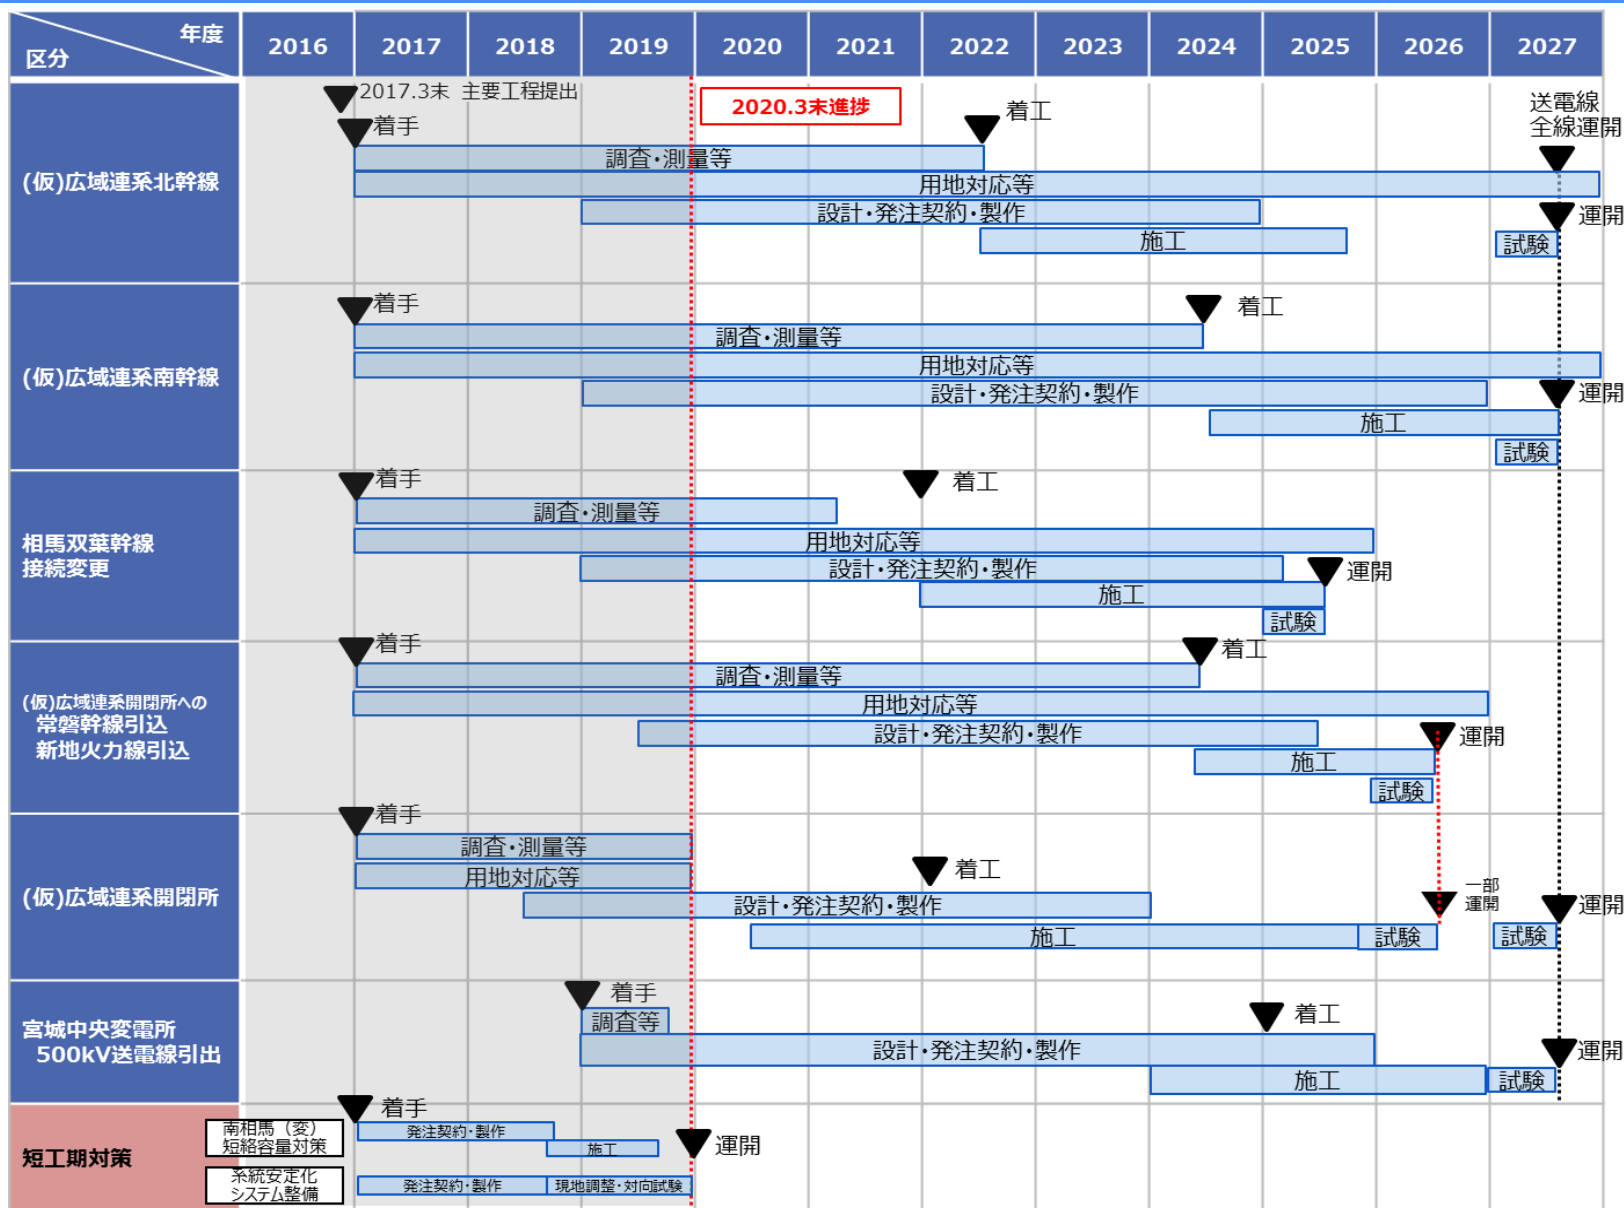 年度
区分
2016
2017
2018
2019
2020
2021
2022
2023
2024
2025
2026
2027
2017.3末 主要工程提出
2020.3末進捗
(仮)広域連系北幹線
着手
着工
送電線
全線運開
調査・測量等
用地対応等
設計・発注契約・製作
運開
施工
試験
(仮)広域連系南幹線
着手
着工
調査・測量等
用地対応等
設計・発注契約・製作
運開
施工
試験
相馬双葉幹線
接続変更
着手
着工
調査・測量等
用地対応等
設計・発注契約・製作
運開
施工
試験
(仮)広域連系開閉所への
常磐幹線引込
新地火力線引込
着手
着工
調査・測量等
用地対応等
設計・発注契約・製作
運開
施工
試験
(仮)広域連系開閉所
着手
調査・測量等
用地対応等
着工
一部
運開
運開
設計・発注契約・製作
施工
試験
試験
宮城中央変電所
500kV送電線引出
着手
調査等
着工
設計・発注契約・製作
運開
施工
試験
短工期対策
着手
南相馬（変）
短絡容量対策
発注契約・製作
施工
運開
系統安定化
システム整備
発注契約・製作
現地調整・対向試験